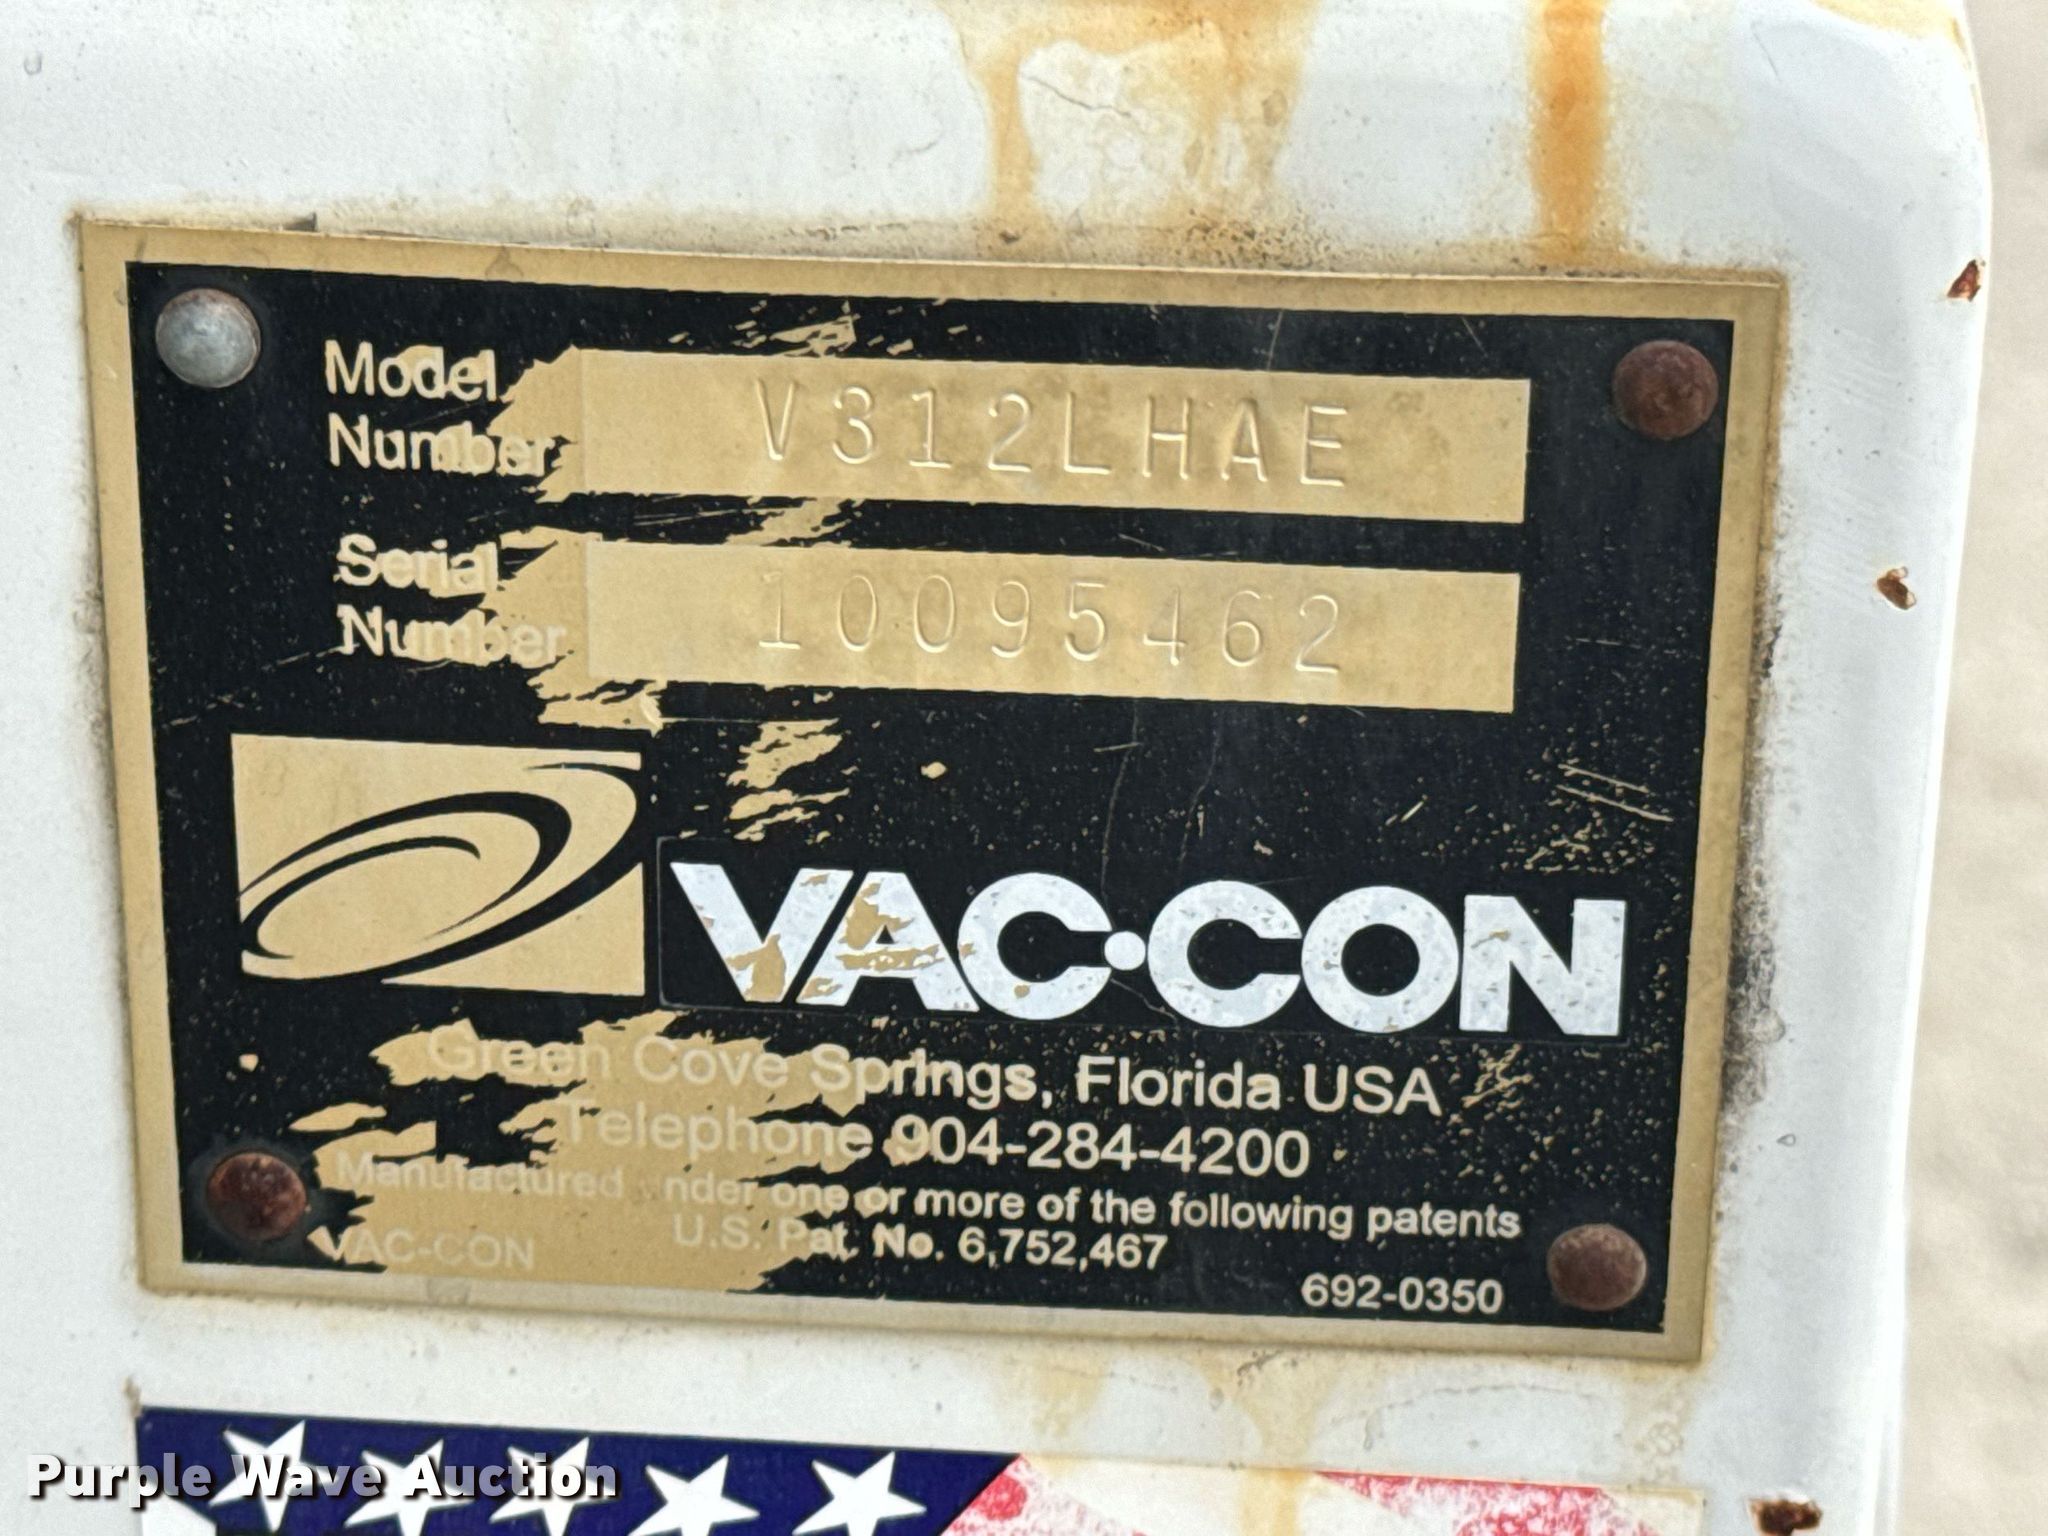 Model
Number
V312LHAE
Serial
Number
10095462
VAC•CON
Green Cove Springs, Florida USA
Telephone 904-284-4200
Manufactured nder one or more of the following patents
VAC-CON U.S. Pat. No. 6,752,467
692-0350
Purple Wave Auction